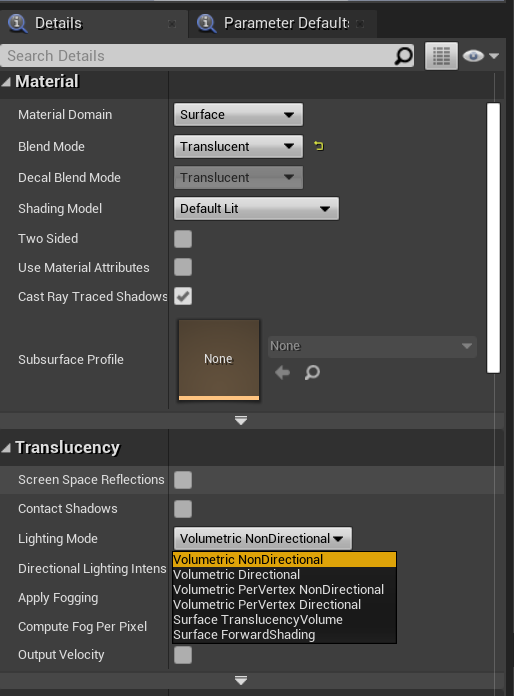 Details
Parameter Defaults
Search Details
Material
Material Domain Surface
Blend Mode Translucent
Decal Blend Mode Translucent
Shading Model Default Lit
Two Sided
Use Material Attributes
Cast Ray Traced Shadows
Subsurface Profile None None
Translucency
Screen Space Reflections
Contact Shadows
Lighting Mode Volumetric NonDirectional
Volumetric NonDirectional
Directional Lighting Intens Volumetric Directional
Volumetric PerVertex NonDirectional
Apply Fogging Volumetric PerVertex Directional
Surface TranslucencyVolume
Compute Fog Per Pixel Surface ForwardShading
Output Velocity